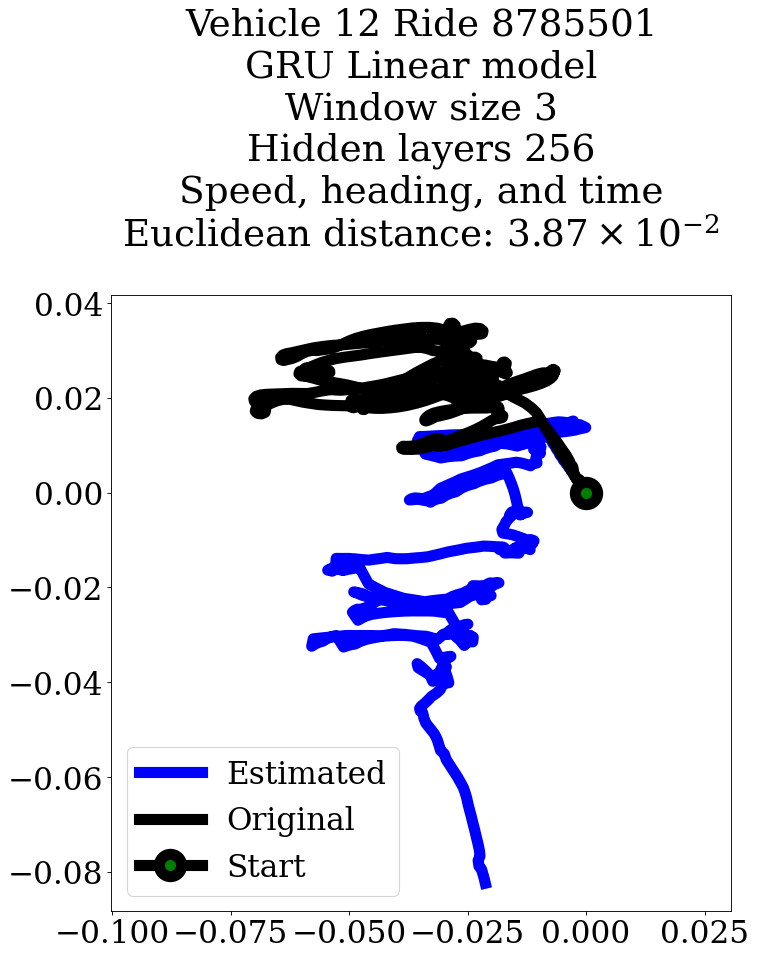 Vehicle 12 Ride 8785501
GRU Linear model
Window size 3
Hidden layers 256
Speed, heading, and time
Euclidean distance: 3.87 × 10⁻²
0.04
0.02
0.00
−0.02
−0.04
−0.06
−0.08
Estimated
Original
Start
−0.100 −0.075 −0.050 −0.025 0.000 0.025